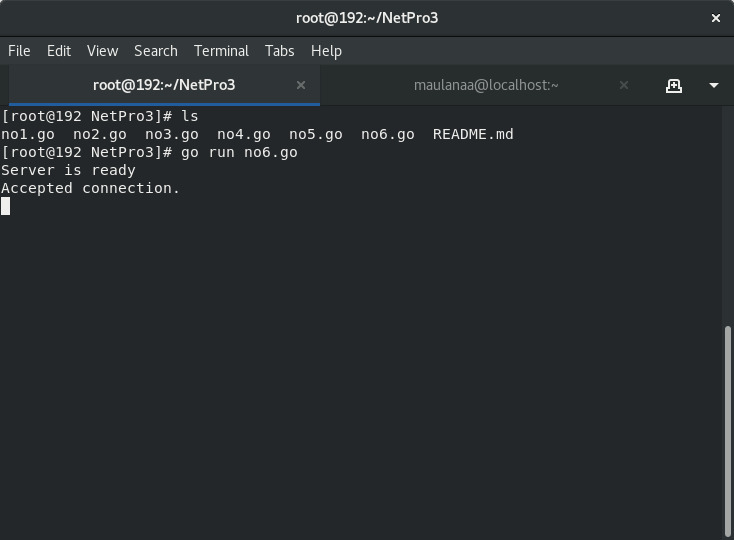 root@192:~/NetPro3
File Edit View Search Terminal Tabs Help
root@192:~/NetPro3 maulanaa@localhost:~
[root@192 NetPro3]# ls
no1.go  no2.go  no3.go  no4.go  no5.go  no6.go  README.md
[root@192 NetPro3]# go run no6.go
Server is ready
Accepted connection.